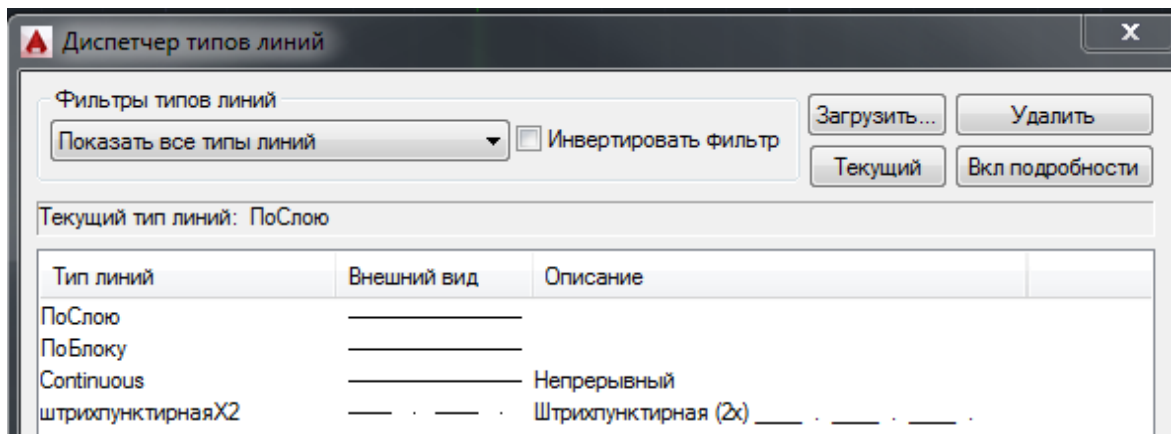 Диспетчер типов линий
Фильтры типов линий
Показать все типы линий
Инвертировать фильтр
Загрузить...
Удалить
Текущий
Вкл подробности
Текущий тип линий: ПоСлою
Тип линий Внешний вид Описание
ПоСлою
ПоБлоку
Continuous Непрерывный
штрихпунктирнаяX2 Штрихпунктирная (2x) ____ . ____ . ____ .